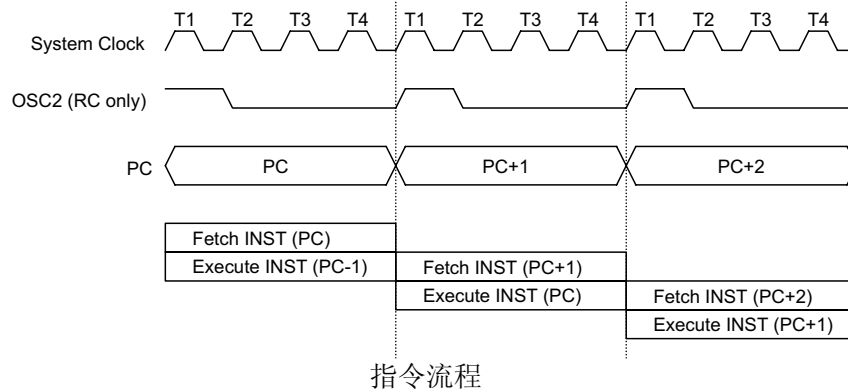 T1 T2 T3 T4 T1 T2 T3 T4 T1 T2 T3 T4
System Clock
OSC2 (RC only)
PC PC PC+1 PC+2
Fetch INST (PC)
Execute INST (PC-1) Fetch INST (PC+1)
Execute INST (PC) Fetch INST (PC+2)
Execute INST (PC+1)
指令流程